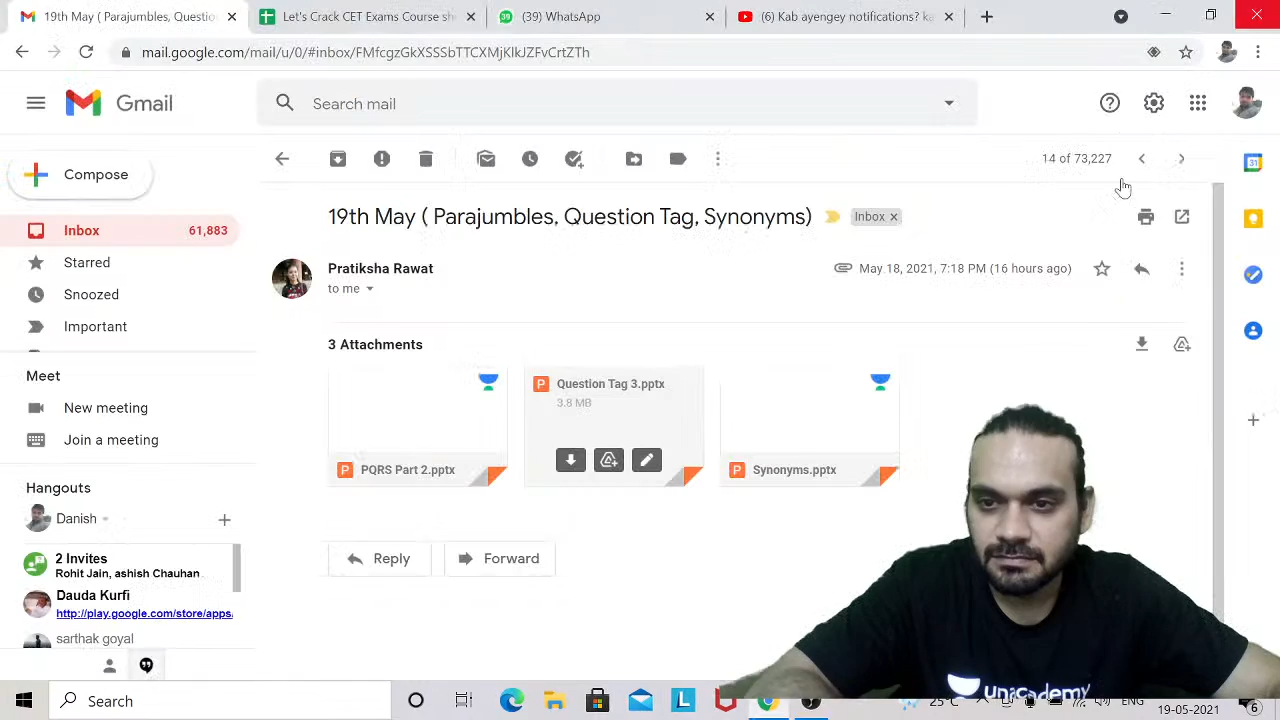 19th May ( Parajumbles, Questio
Let's Crack CET Exams Course sh
(39) WhatsApp
(6) Kab ayengey notifications? ka
mail.google.com/mail/u/0/#inbox/FMfcgzGkXSSSbTTCXMjKlkJZFvCrtZTh
Gmail
Search mail
Compose
14 of 73,227
31
19th May ( Parajumbles, Question Tag, Synonyms)
Inbox
Inbox 61,883
Starred
Snoozed
Important
Pratiksha Rawat
May 18, 2021, 7:18 PM (16 hours ago)
to me
3 Attachments
Meet
New meeting
Join a meeting
P Question Tag 3.pptx
3.8 MB
P PQRS Part 2.pptx
P Synonyms.pptx
Hangouts
Danish
2 Invites
Rohit Jain, ashish Chauhan
Dauda Kurfi
http://play.google.com/store/apps
sarthak goyal
Reply
Forward
unacademy
Search
L
25°C
ENG
19-05-2021
6